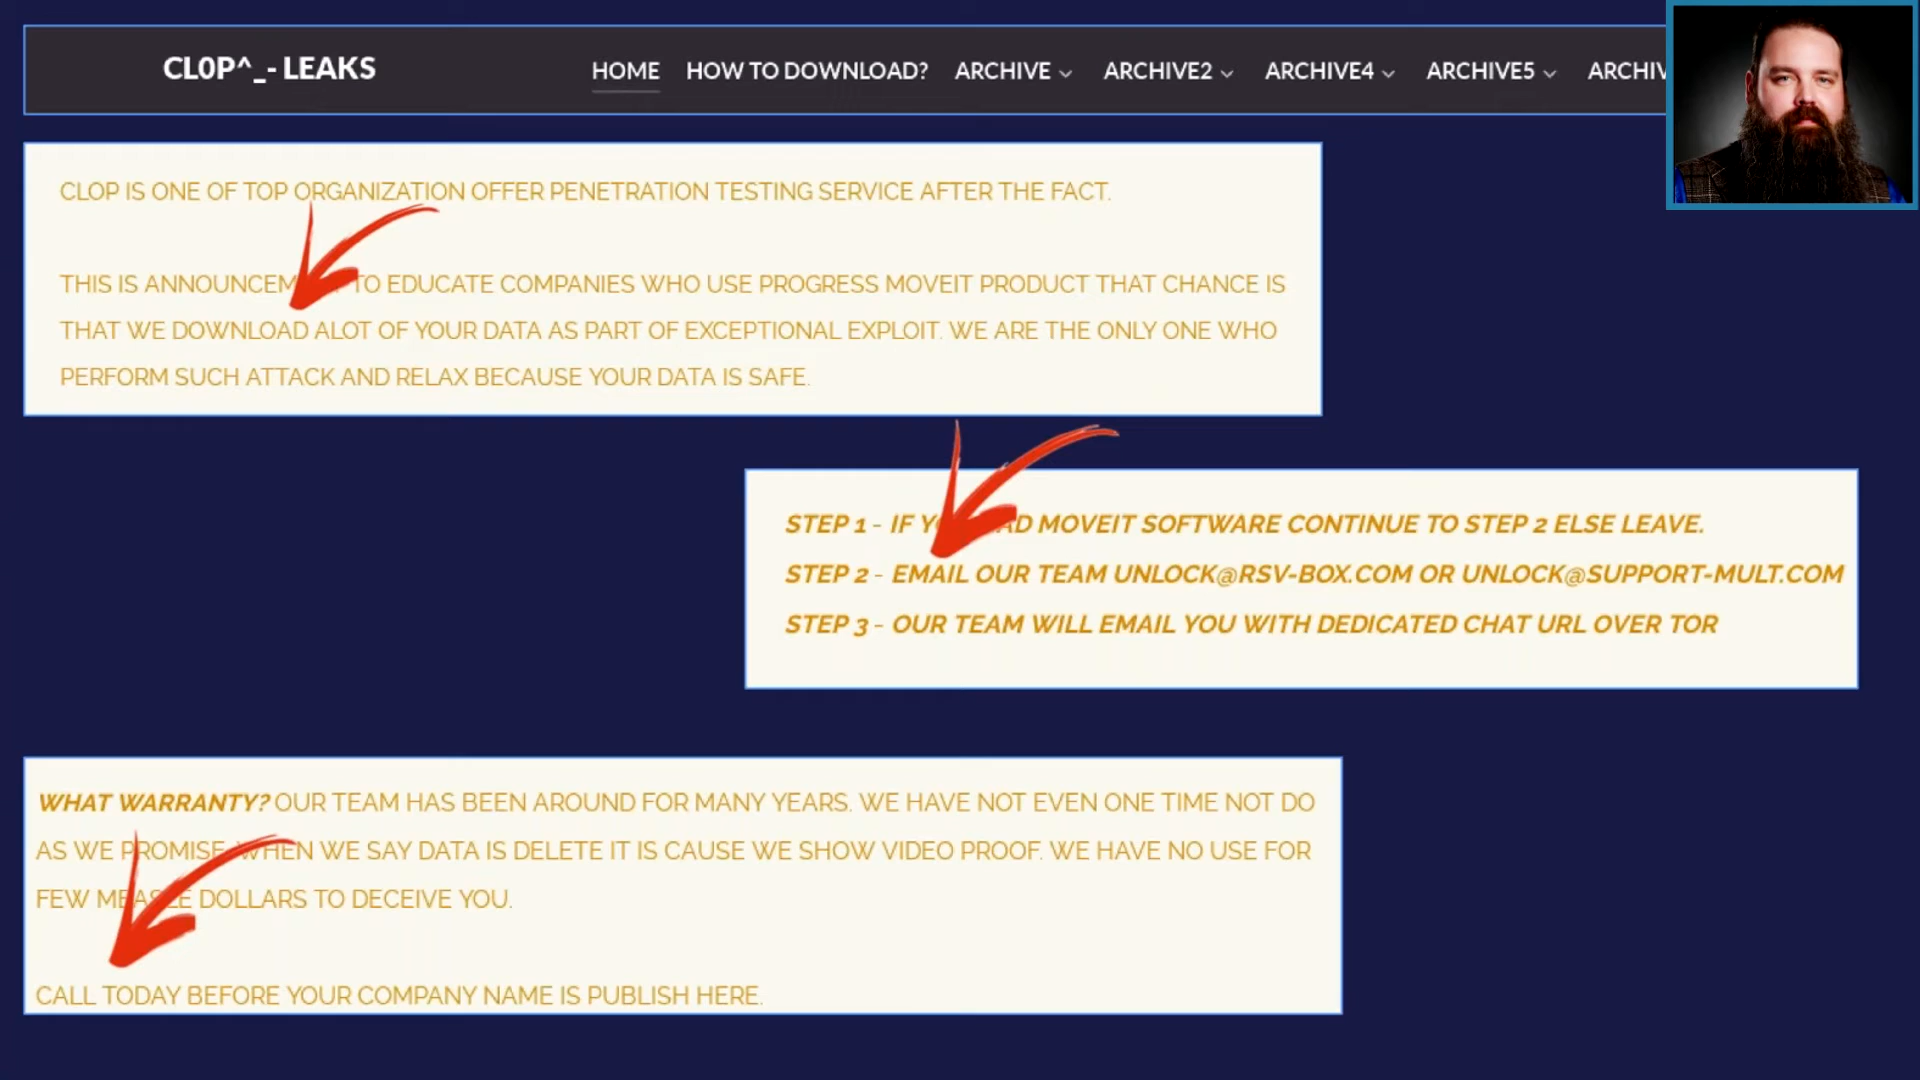 CL0P^_- LEAKS
HOME HOW TO DOWNLOAD? ARCHIVE ARCHIVE2 ARCHIVE4 ARCHIVE5
CLOP IS ONE OF TOP ORGANIZATION OFFER PENETRATION TESTING SERVICE AFTER THE FACT.
THIS IS TO EDUCATE COMPANIES WHO USE PROGRESS MOVEIT PRODUCT THAT CHANCE IS
THAT WE DOWNLOAD ALOT OF YOUR DATA AS PART OF EXCEPTIONAL EXPLOIT. WE ARE THE ONLY ONE WHO
PERFORM SUCH ATTACK AND RELAX BECAUSE YOUR DATA IS SAFE.
STEP 1 - IF MOVEIT SOFTWARE CONTINUE TO STEP 2 ELSE LEAVE.
STEP 2 - EMAIL OUR TEAM UNLOCK@RSV-BOX.COM OR UNLOCK@SUPPORT-MULT.COM
STEP 3 - OUR TEAM WILL EMAIL YOU WITH DEDICATED CHAT URL OVER TOR
WHAT WARRANTY? OUR TEAM HAS BEEN AROUND FOR MANY YEARS. WE HAVE NOT EVEN ONE TIME NOT DO
AS WE PROMISE. WHEN WE SAY DATA IS DELETE IT IS CAUSE WE SHOW VIDEO PROOF. WE HAVE NO USE FOR
FEW MEASLE DOLLARS TO DECEIVE YOU.
CALL TODAY BEFORE YOUR COMPANY NAME IS PUBLISH HERE.